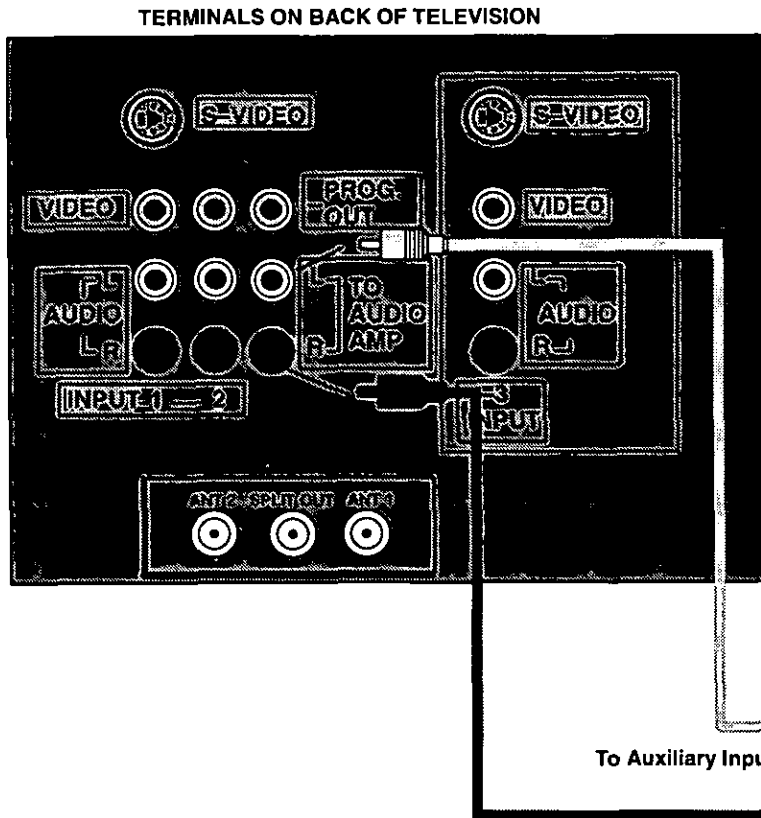 TERMINALS ON BACK OF TELEVISION
S-VIDEO
S-VIDEO
VIDEO
PROG.
OUT
VIDEO
L
AUDIO
L R
L TO
AUDIO
R AMP
L
AUDIO
R
INPUT 1 — 2
3
INPUT
ANT 2 SPLIT OUT ANT 1
To Auxiliary Inpu